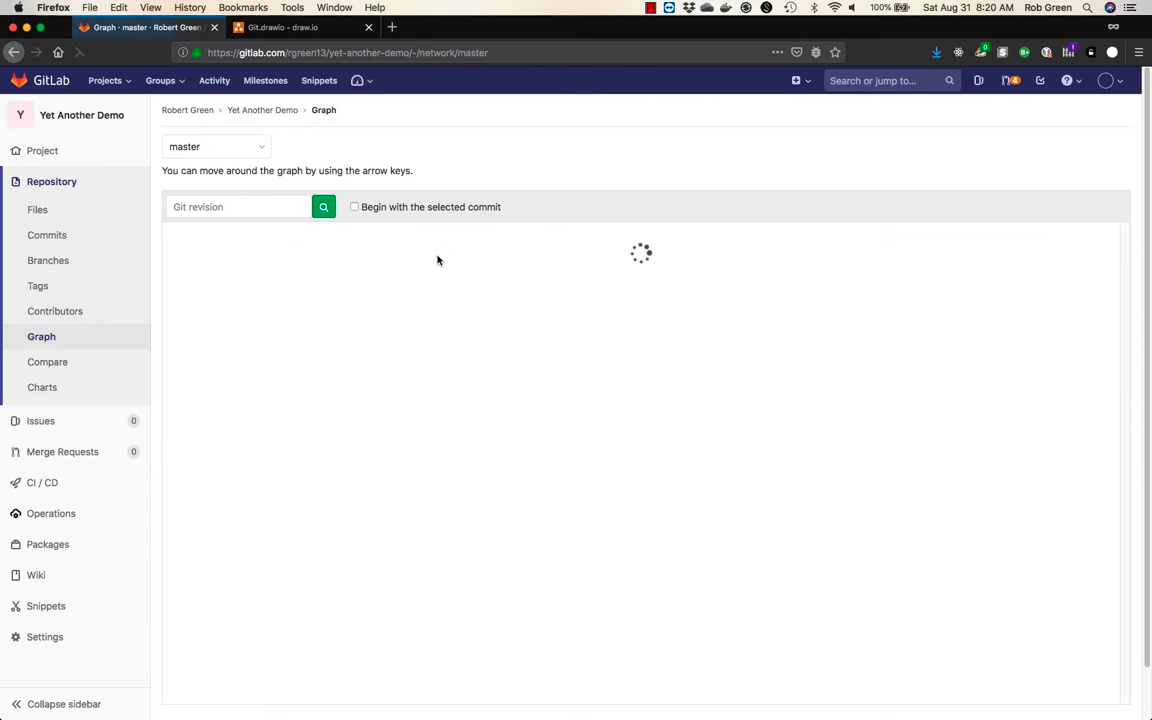 Firefox File Edit View History Bookmarks Tools Window Help 100% Sat Aug 31 8:20 AM Rob Green
Graph · master · Robert Green
Git.drawio - draw.io
https://gitlab.com/rgreen13/yet-another-demo/-/network/master
GitLab Projects Groups Activity Milestones Snippets Search or jump to... 4
Y Yet Another Demo
Robert Green › Yet Another Demo › Graph
master
You can move around the graph by using the arrow keys.
Git revision Begin with the selected commit
Project
Repository
Files
Commits
Branches
Tags
Contributors
Graph
Compare
Charts
Issues 0
Merge Requests 0
CI / CD
Operations
Packages
Wiki
Snippets
Settings
Collapse sidebar